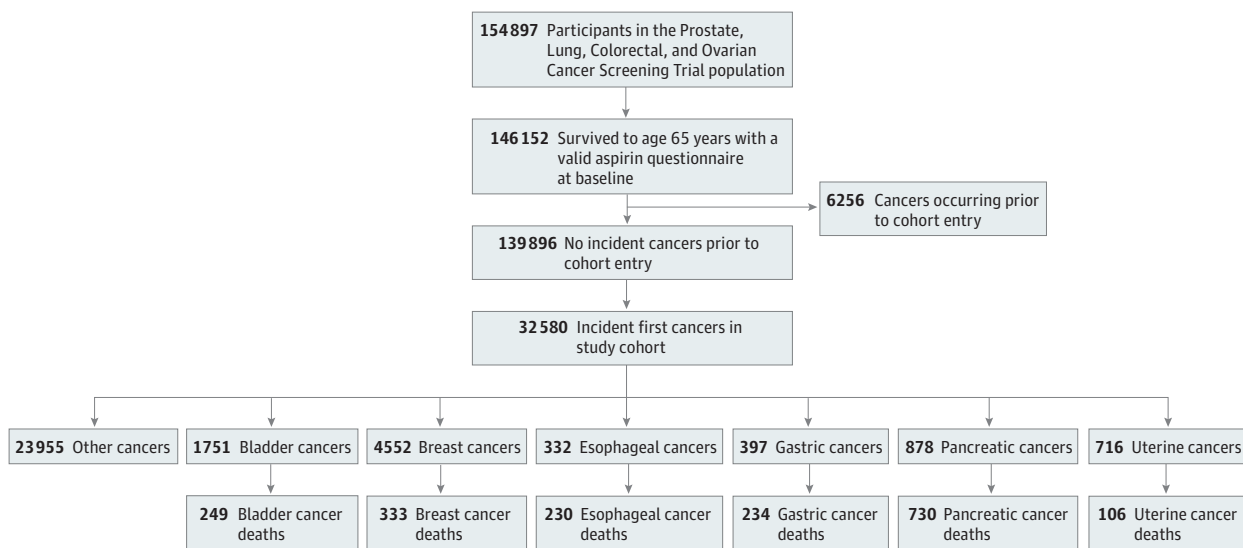 154 897 Participants in the Prostate,
Lung, Colorectal, and Ovarian
Cancer Screening Trial population
146 152 Survived to age 65 years with a
valid aspirin questionnaire
at baseline
6256 Cancers occurring prior
to cohort entry
139 896 No incident cancers prior to
cohort entry
32 580 Incident first cancers in
study cohort
23 955 Other cancers
1751 Bladder cancers
4552 Breast cancers
332 Esophageal cancers
397 Gastric cancers
878 Pancreatic cancers
716 Uterine cancers
249 Bladder cancer
deaths
333 Breast cancer
deaths
230 Esophageal cancer
deaths
234 Gastric cancer
deaths
730 Pancreatic cancer
deaths
106 Uterine cancer
deaths